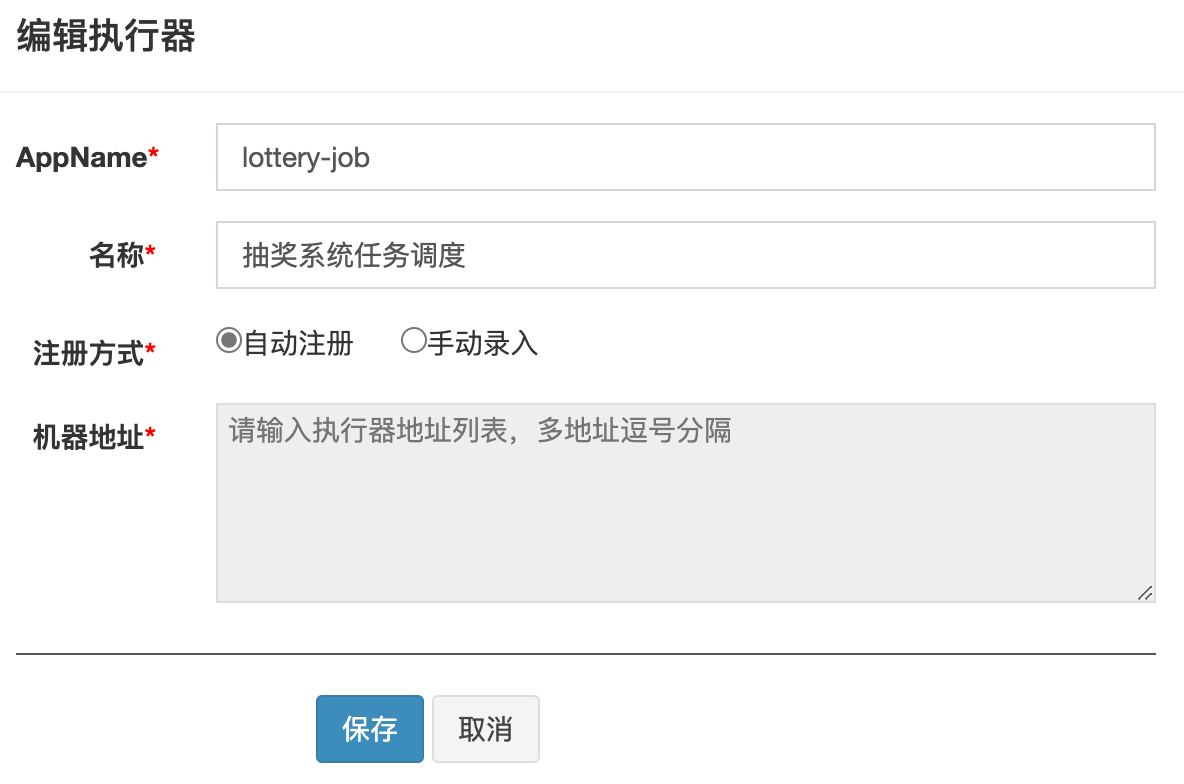 编辑执行器
AppName*
lottery-job
名称*
抽奖系统任务调度
注册方式*
自动注册 手动录入
机器地址*
请输入执行器地址列表，多地址逗号分隔
保存 取消